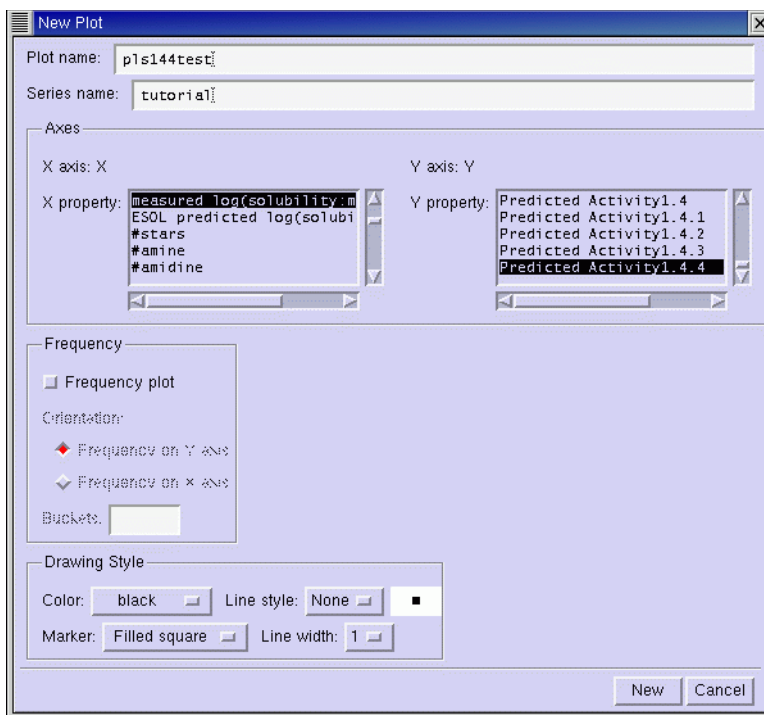 New Plot
Plot name: pls144test
Series name: tutorial
Axes
X axis: X
Y axis: Y
X property:
measured log(solubility:m
ESOL predicted log(solubi
#stars
#amine
#amidine
Y property:
Predicted Activity1.4
Predicted Activity1.4.1
Predicted Activity1.4.2
Predicted Activity1.4.3
Predicted Activity1.4.4
Frequency
Frequency plot
Orientation:
Frequency on Y axis
Frequency on X axis
Buckets:
Drawing Style
Color: black Line style: None
Marker: Filled square Line width: 1
New Cancel